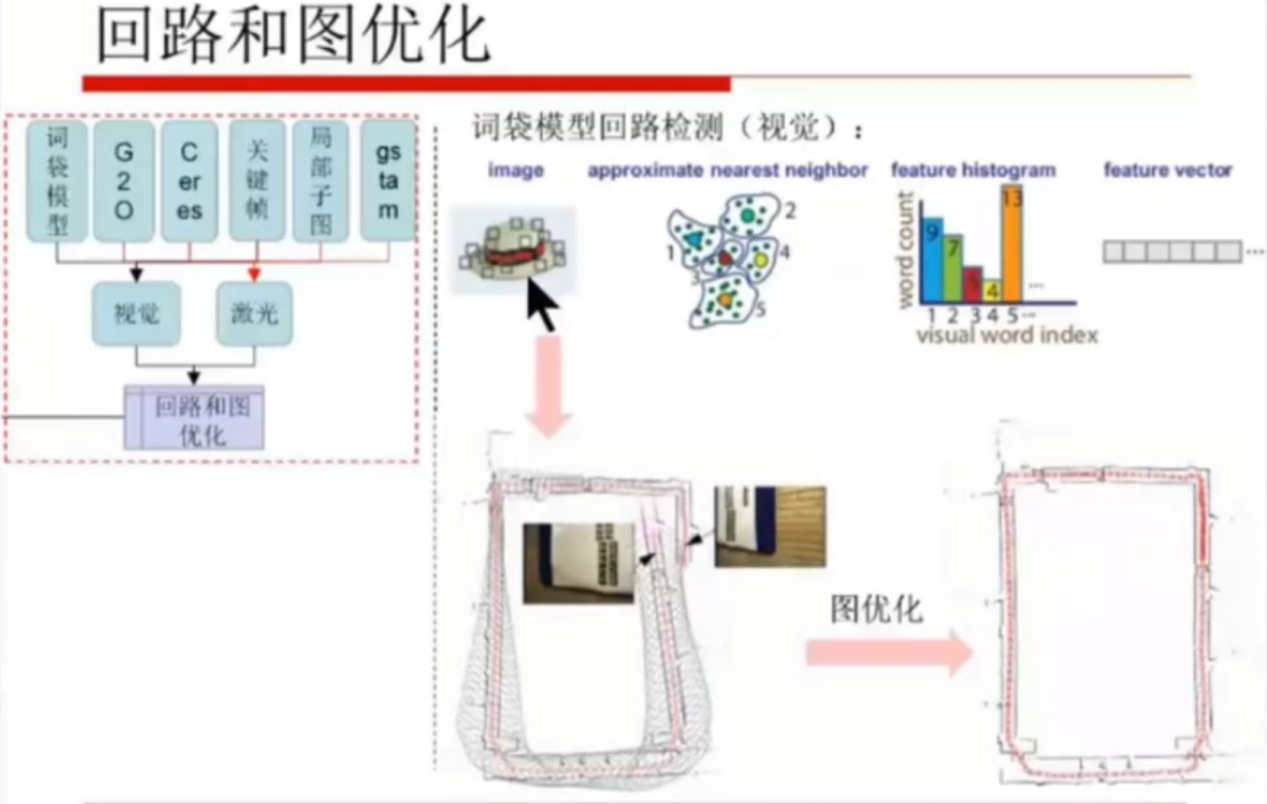 回路和图优化
词袋模型
G2O
Ceres
关键帧
局部子图
gstam
视觉
激光
回路和图
优化
词袋模型回路检测（视觉）：
image
approximate nearest neighbor
feature histogram
feature vector
1
2
3
4
5
word count
9
7
4
13
...
1 2 3 4 5 ...
visual word index
...
图优化